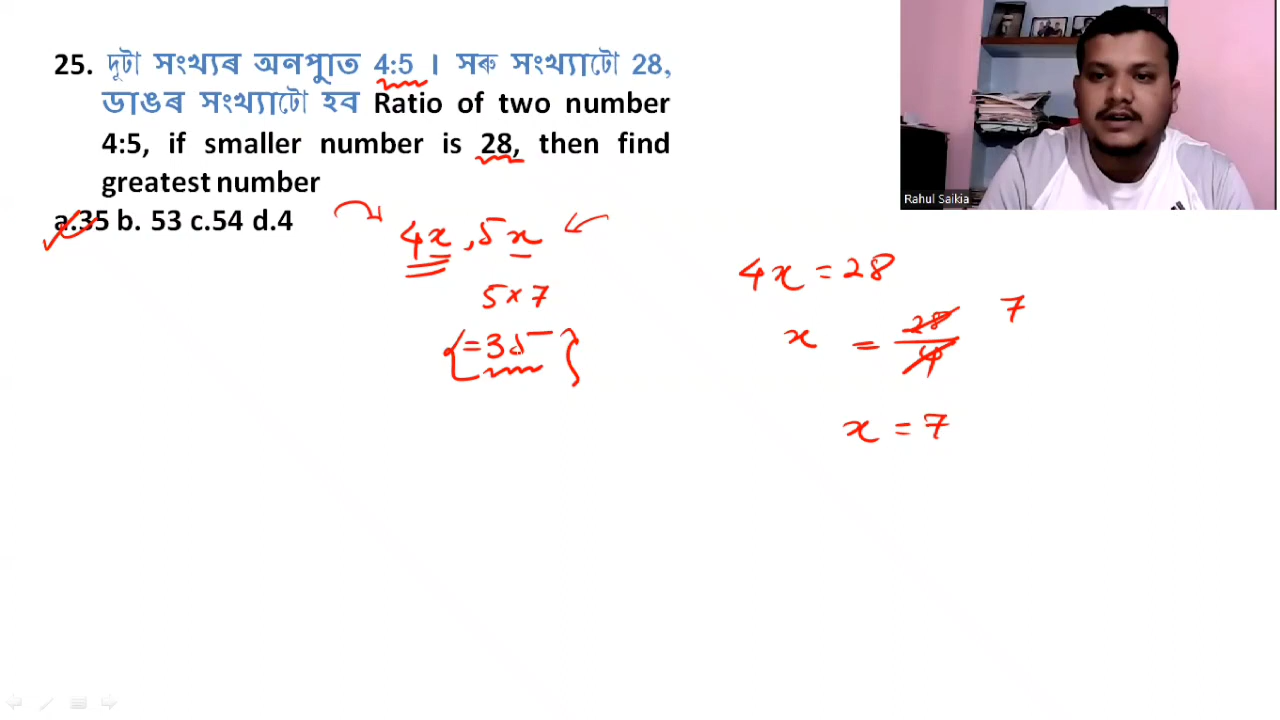 25. দূটা সংখ্যৰ অনপুাত 4:5 । সৰু সংখ্যাটো 28,
ডাঙৰ সংখ্যাটো হব Ratio of two number
4:5, if smaller number is 28, then find
greatest number
a.35 b. 53 c.54 d.4
4x , 5x
5 × 7
= 35
4x = 28
x = 28/4 7
x = 7
Rahul Saikia